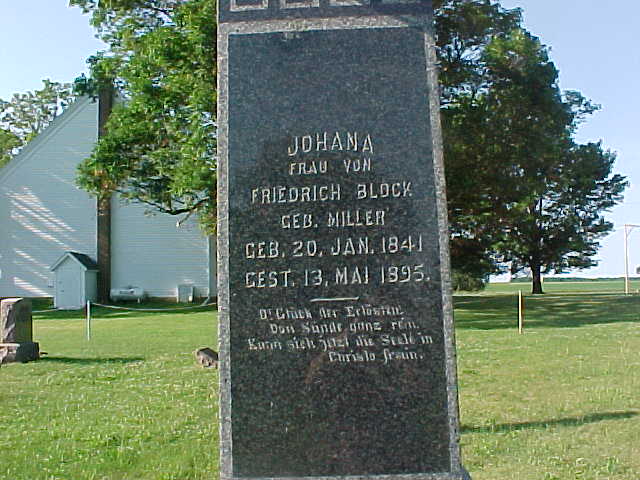 JOHANA
FRAU VON
FRIEDRICH BLOCK
GEB. MILLER
GEB. 20. JAN. 1841
GEST. 13. MAI 1895.
O! Glück der Erlösten.
Von Sünde ganz rein.
Kann sich jetzt die Seele in
Christo freun.